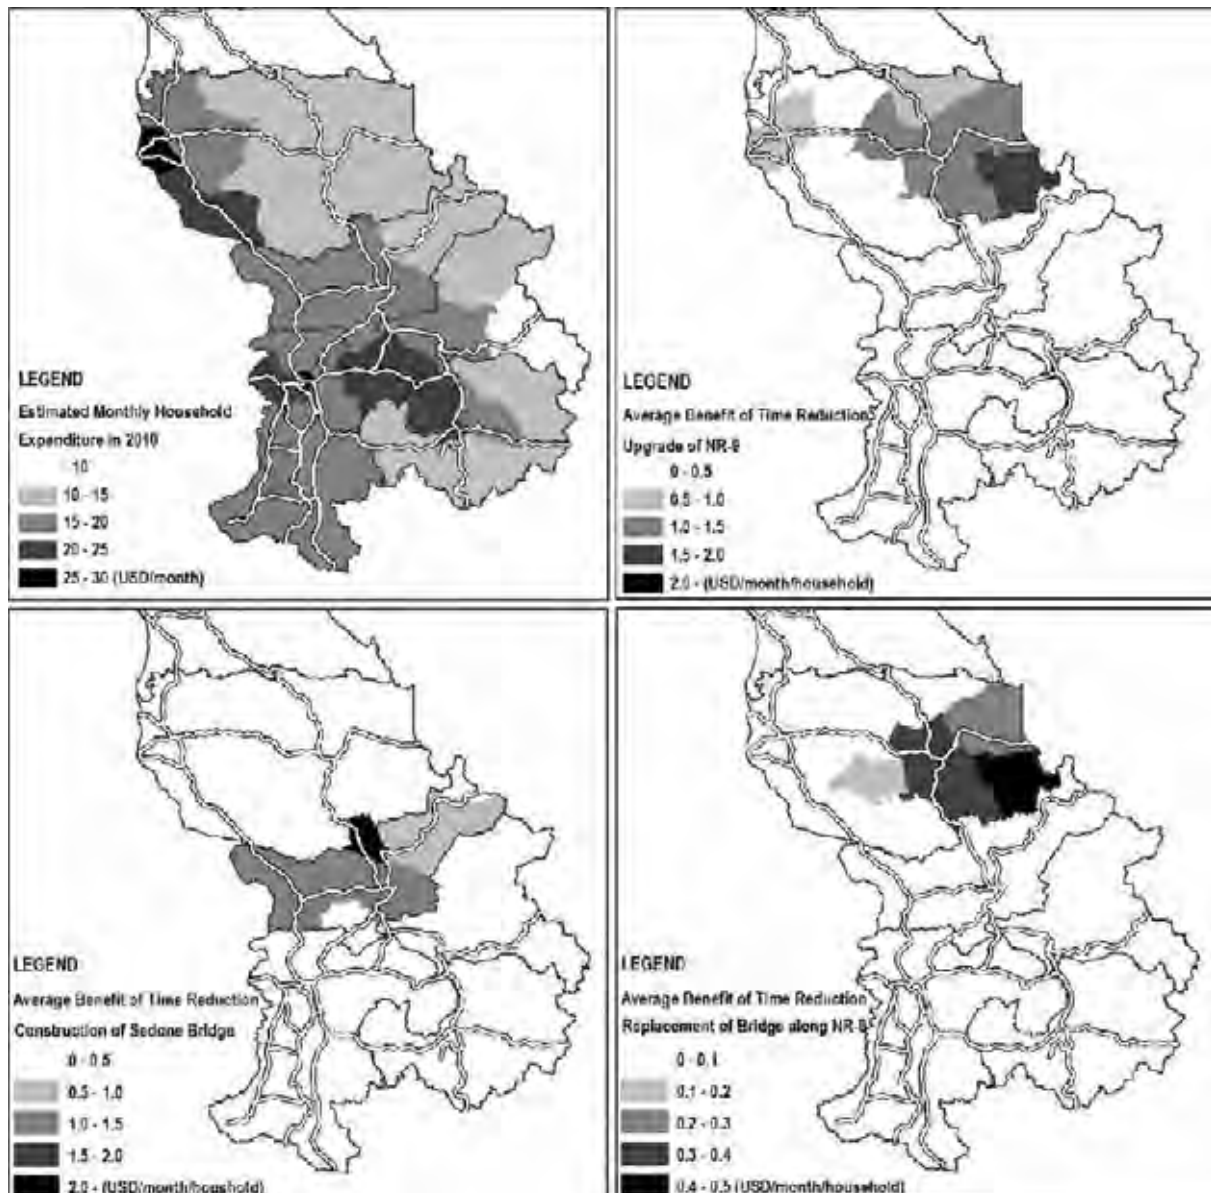 LEGEND
Estimated Monthly Household
Expenditure in 2010
10
10 - 15
15 - 20
20 - 25
25 - 30 (USD/month)
LEGEND
Average Benefit of Time Reduction
Upgrade of NR-9
0 - 0.5
0.5 - 1.0
1.0 - 1.5
1.5 - 2.0
2.0 - (USD/month/household)
LEGEND
Average Benefit of Time Reduction
Construction of Sedone Bridge
0 - 0.5
0.5 - 1.0
1.0 - 1.5
1.5 - 2.0
2.0 - (USD/month/houshold)
LEGEND
Average Benefit of Time Reduction
Replacement of Bridge along
0 - 0.1
0.1 - 0.2
0.2 - 0.3
0.3 - 0.4
0.4 - 0.5 (USD/month/household)